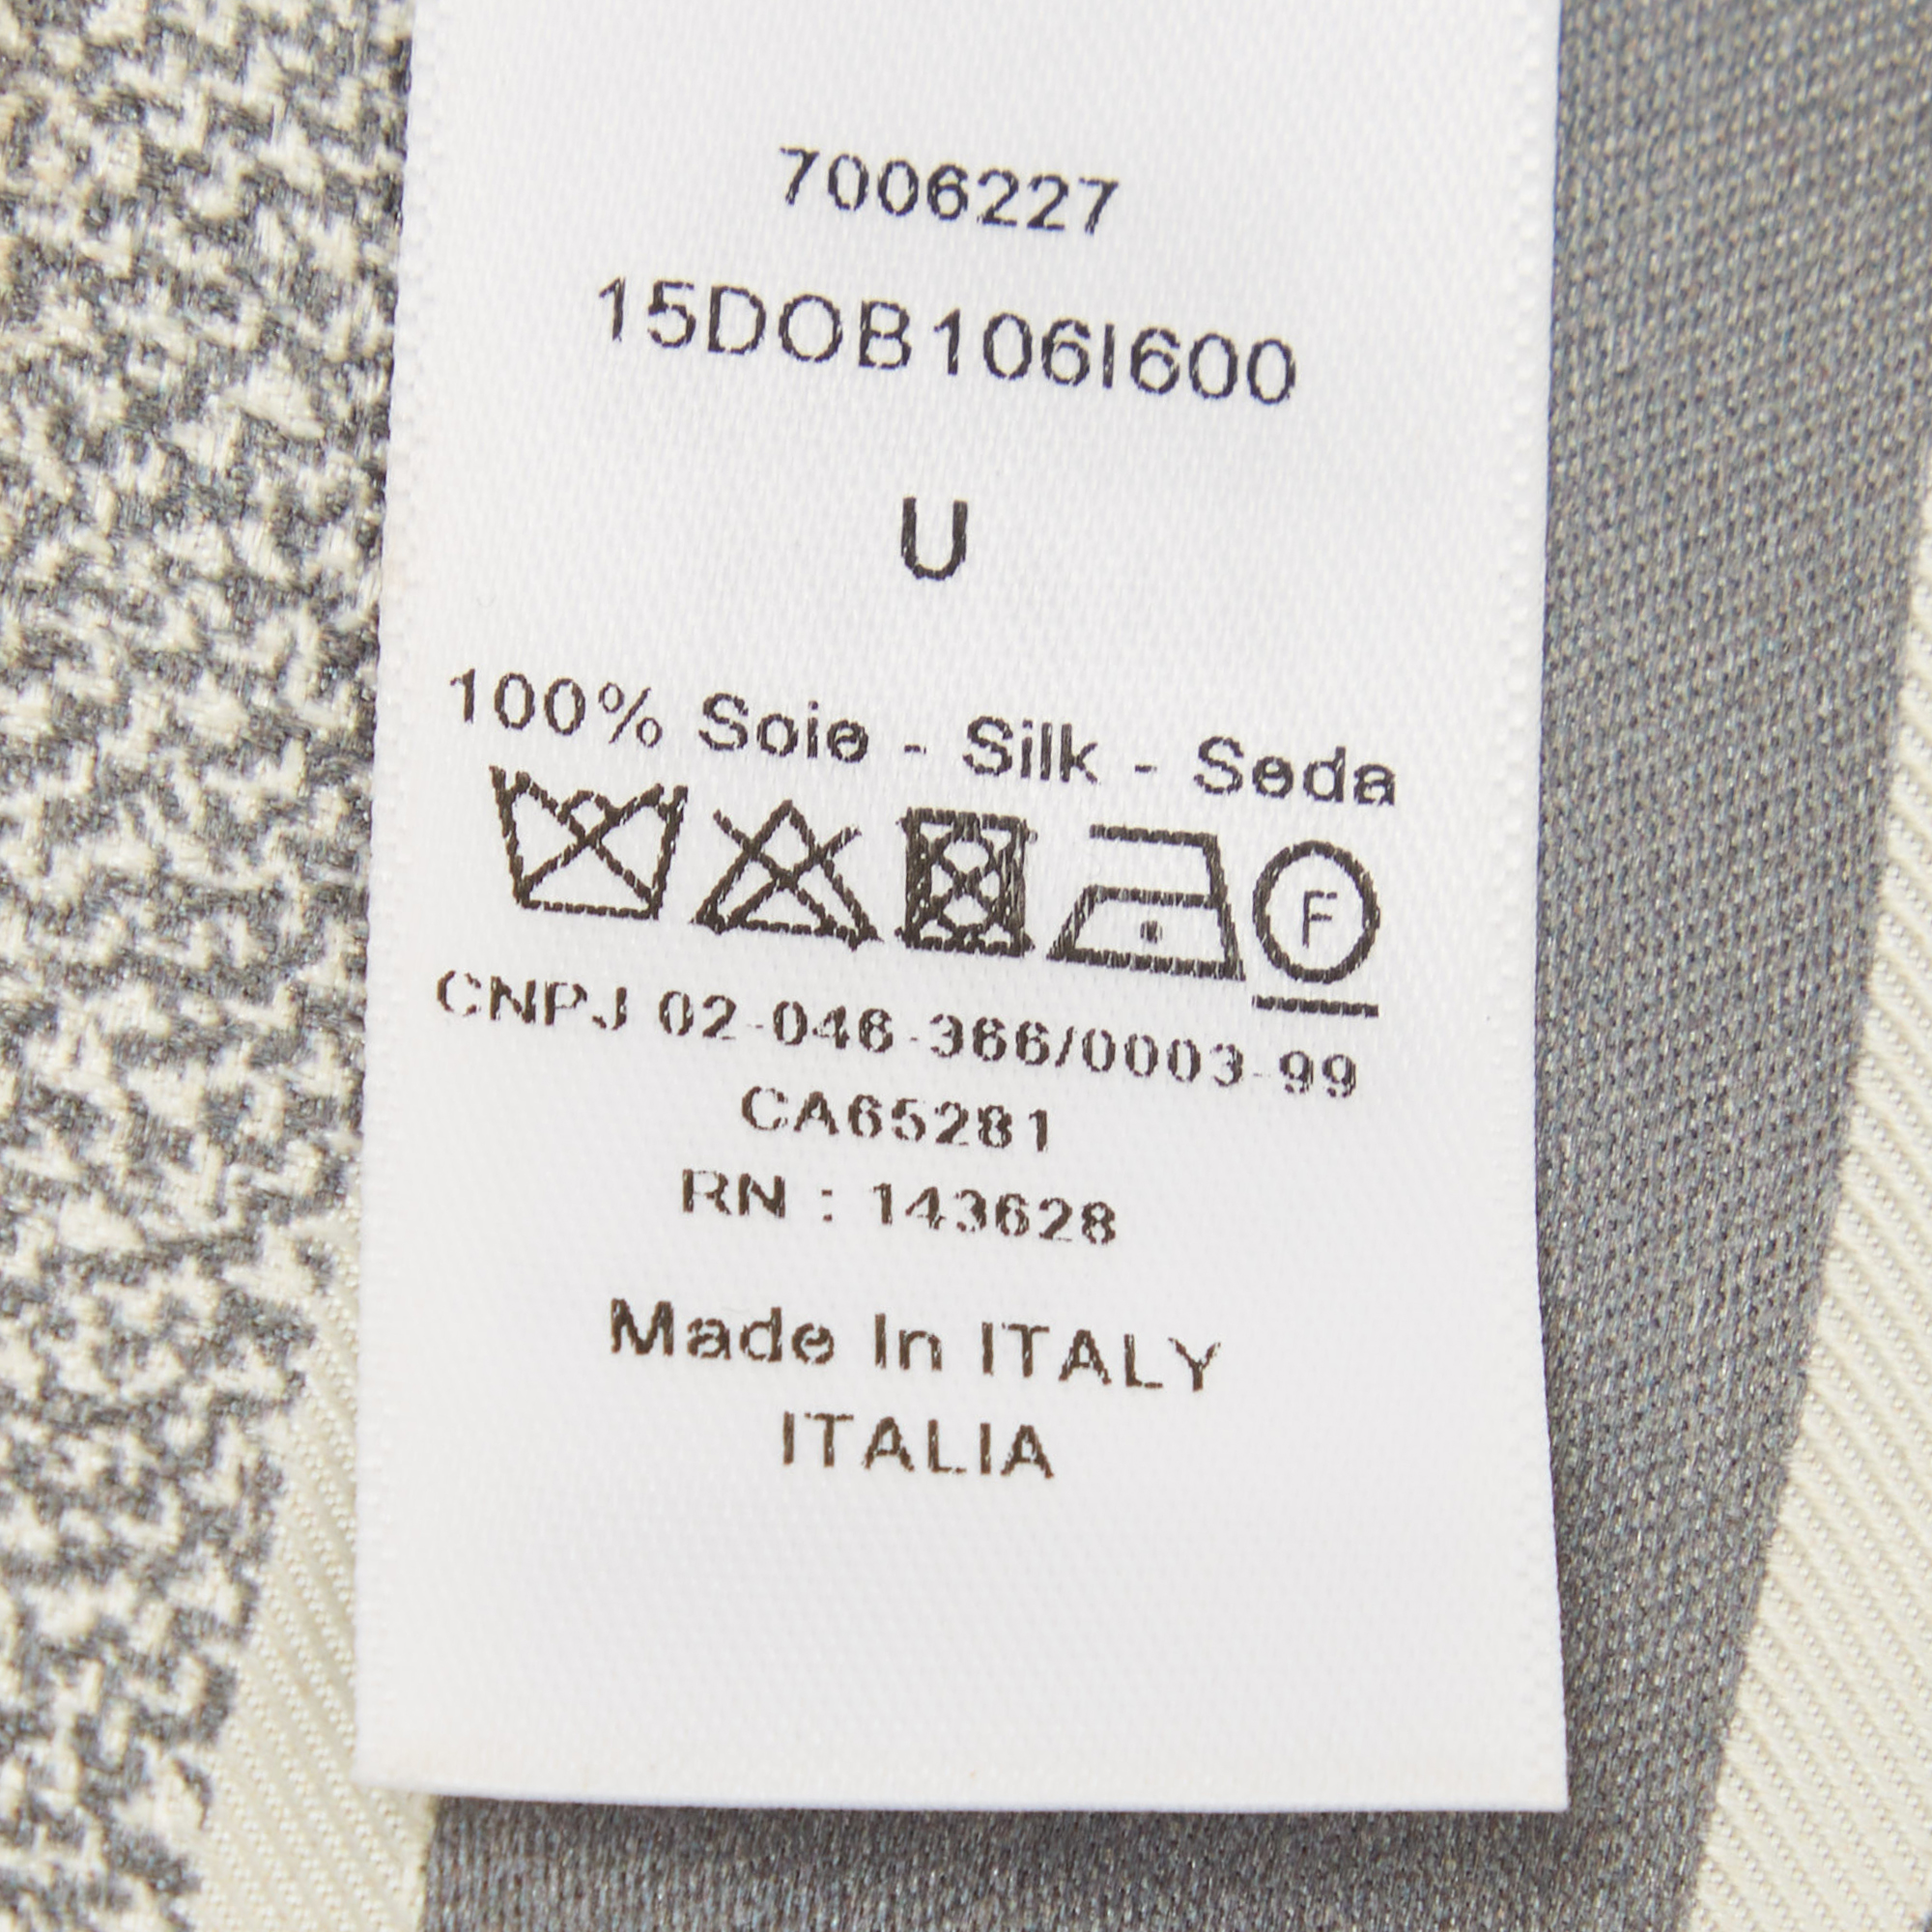 7006227
15DOB106I600
U
100% Soie - Silk - Seda
F
CNPJ 02-046-366/0003-99
CA65281
RN : 143628
Made In ITALY
ITALIA